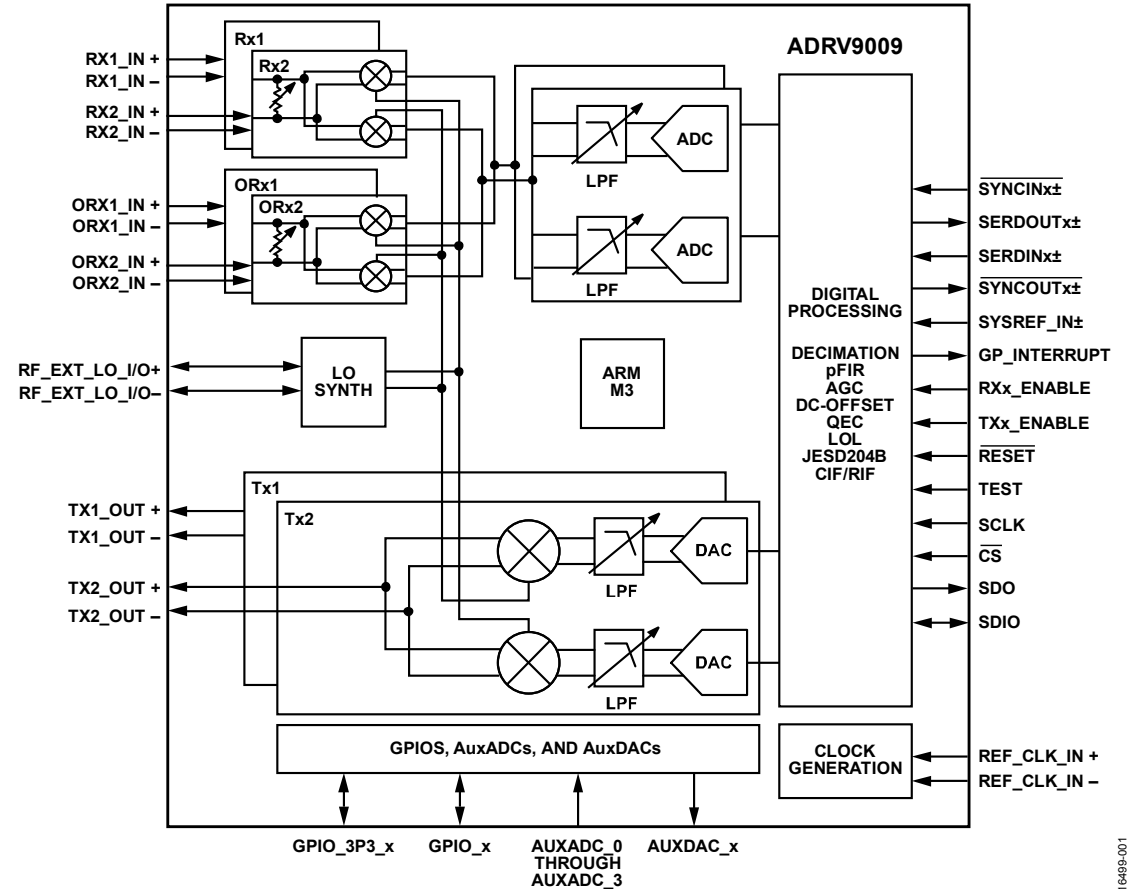 ADRV9009
Rx1
Rx2
RX1_IN +
RX1_IN –
RX2_IN +
RX2_IN –
ORx1
ORx2
ORX1_IN +
ORX1_IN –
ORX2_IN +
ORX2_IN –
LPF
ADC
LPF
ADC
RF_EXT_LO_I/O+
RF_EXT_LO_I/O–
LO
SYNTH
ARM
M3
DIGITAL
PROCESSING
DECIMATION
pFIR
AGC
DC-OFFSET
QEC
LOL
JESD204B
CIF/RIF
SYNCINx±
SERDOUTx±
SERDINx±
SYNCOUTx±
SYSREF_IN±
GP_INTERRUPT
RXx_ENABLE
TXx_ENABLE
RESET
TEST
SCLK
CS
SDO
SDIO
Tx1
Tx2
TX1_OUT +
TX1_OUT –
TX2_OUT +
TX2_OUT –
LPF
DAC
LPF
DAC
GPIOS, AuxADCs, AND AuxDACs
CLOCK
GENERATION
REF_CLK_IN +
REF_CLK_IN –
GPIO_3P3_x
GPIO_x
AUXADC_0
THROUGH
AUXADC_3
AUXDAC_x
16499-001